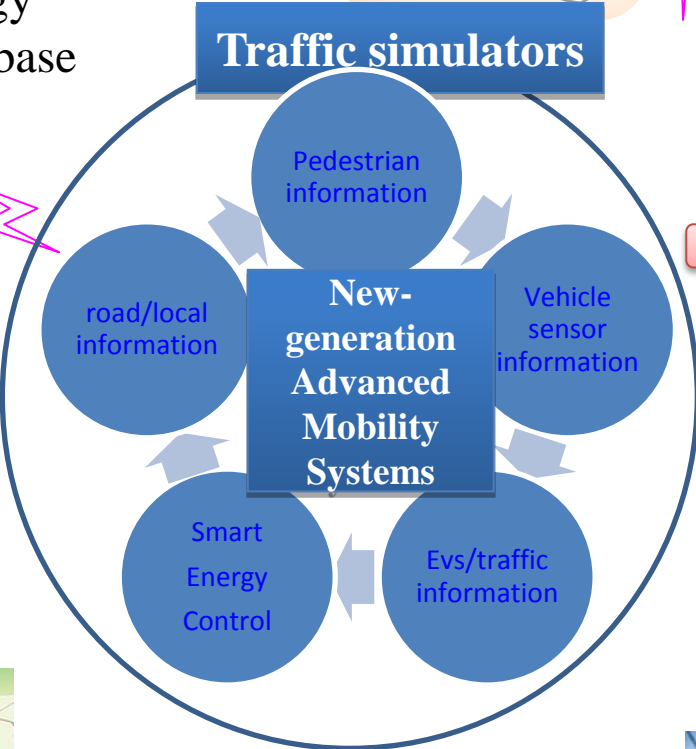 gy
base
Traffic simulators
Pedestrian
information
Vehicle
sensor
information
Evs/traffic
information
Smart
Energy
Control
road/local
information
New-
generation
Advanced
Mobility
Systems